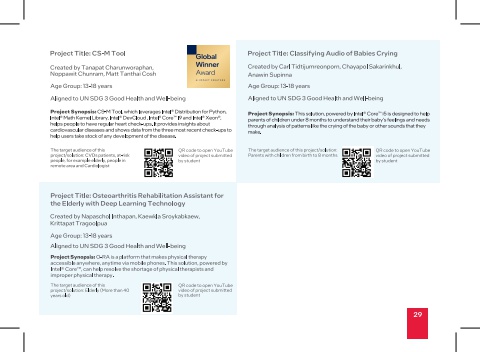 Project Title: CS-M Tool
Created by Tanapat Charunworaphan,
Noppawit Chunram, Matt Tanthai Cosh
Age Group: 13-18 years
Aligned to UN SDG 3 Good Health and Well-being
Project Synopsis: CS-M Tool, which leverages Intel® Distribution for Python,
Intel® Math Kernel Library, Intel® DevCloud, Intel® Core™ i9 and Intel® Xeon®,
helps people to have regular heart check-ups. It provides insights about
cardiovascular diseases and shows data from the three most recent check-ups to
help users take stock of any development of the disease.
The target audience of this
project/solution: CVDs patients, at-risk
people, for example elderly, people in
remote area and Cardiologist
QR code to open YouTube
video of project submitted
by student
Global
Winner
Award
Project Title: Classifying Audio of Babies Crying
Created by Carl Tidtijumreonporn, Chayapol Sakarinkhul,
Anawin Supinna
Age Group: 13-18 years
Aligned to UN SDG 3 Good Health and Well-being
Project Synopsis: This solution, powered by Intel® Core™ i5 is designed to help
parents of children under 8 months to understand their baby's feelings and needs
through analysis of patterns like the crying of the baby or other sounds that they
make.
The target audience of this project/solution:
Parents with children from birth to 8 months
QR code to open YouTube
video of project submitted
by student
Project Title: Osteoarthritis Rehabilitation Assistant for
the Elderly with Deep Learning Technology
Created by Napaschol Inthapan, Kaewkla Sroykabkaew,
Krittapat Tragoolpua
Age Group: 13-18 years
Aligned to UN SDG 3 Good Health and Well-being
Project Synopsis: O-RA is a platform that makes physical therapy
accessible anywhere, anytime via mobile phones. This solution, powered by
Intel® Core™, can help resolve the shortage of physical therapists and
improper physical therapy.
The target audience of this
project/solution: Elderly (More than 40
years old)
QR code to open YouTube
video of project submitted
by student
29